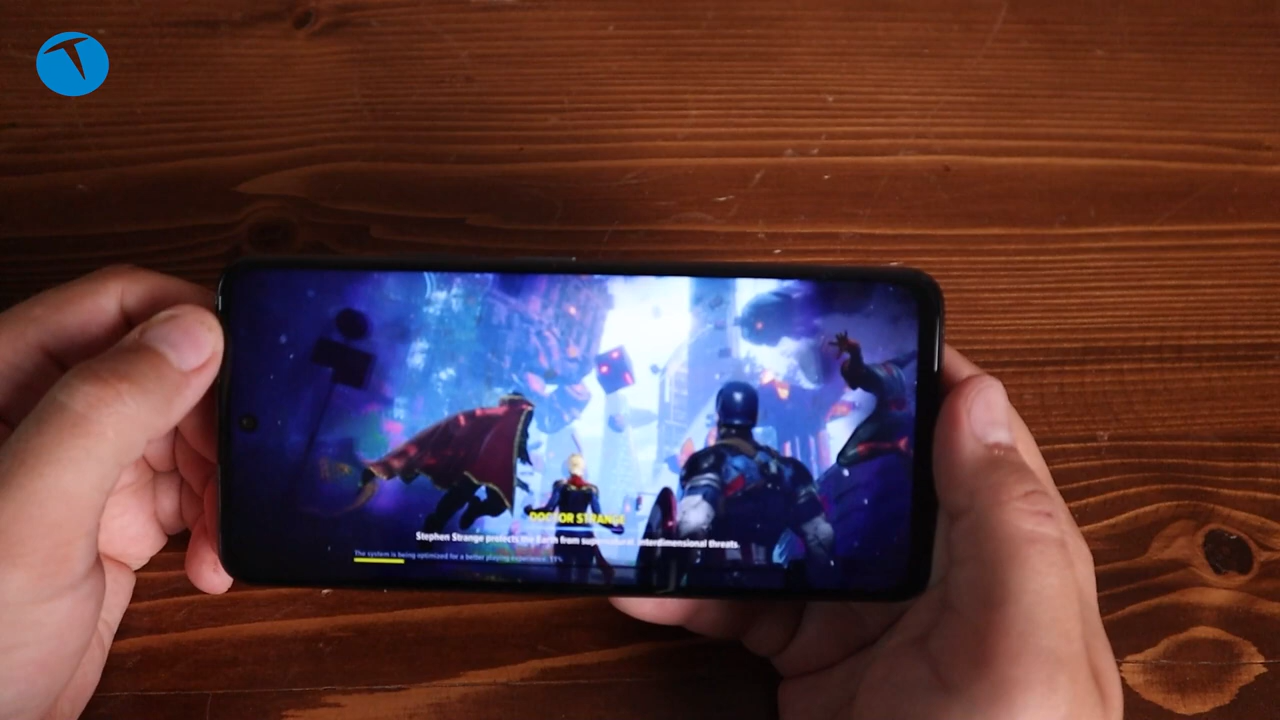 DOCTOR STRANGE
Stephen Strange protects the Earth from supernatural, interdimensional threats.
The system is being optimized for a better playing experience. 11%